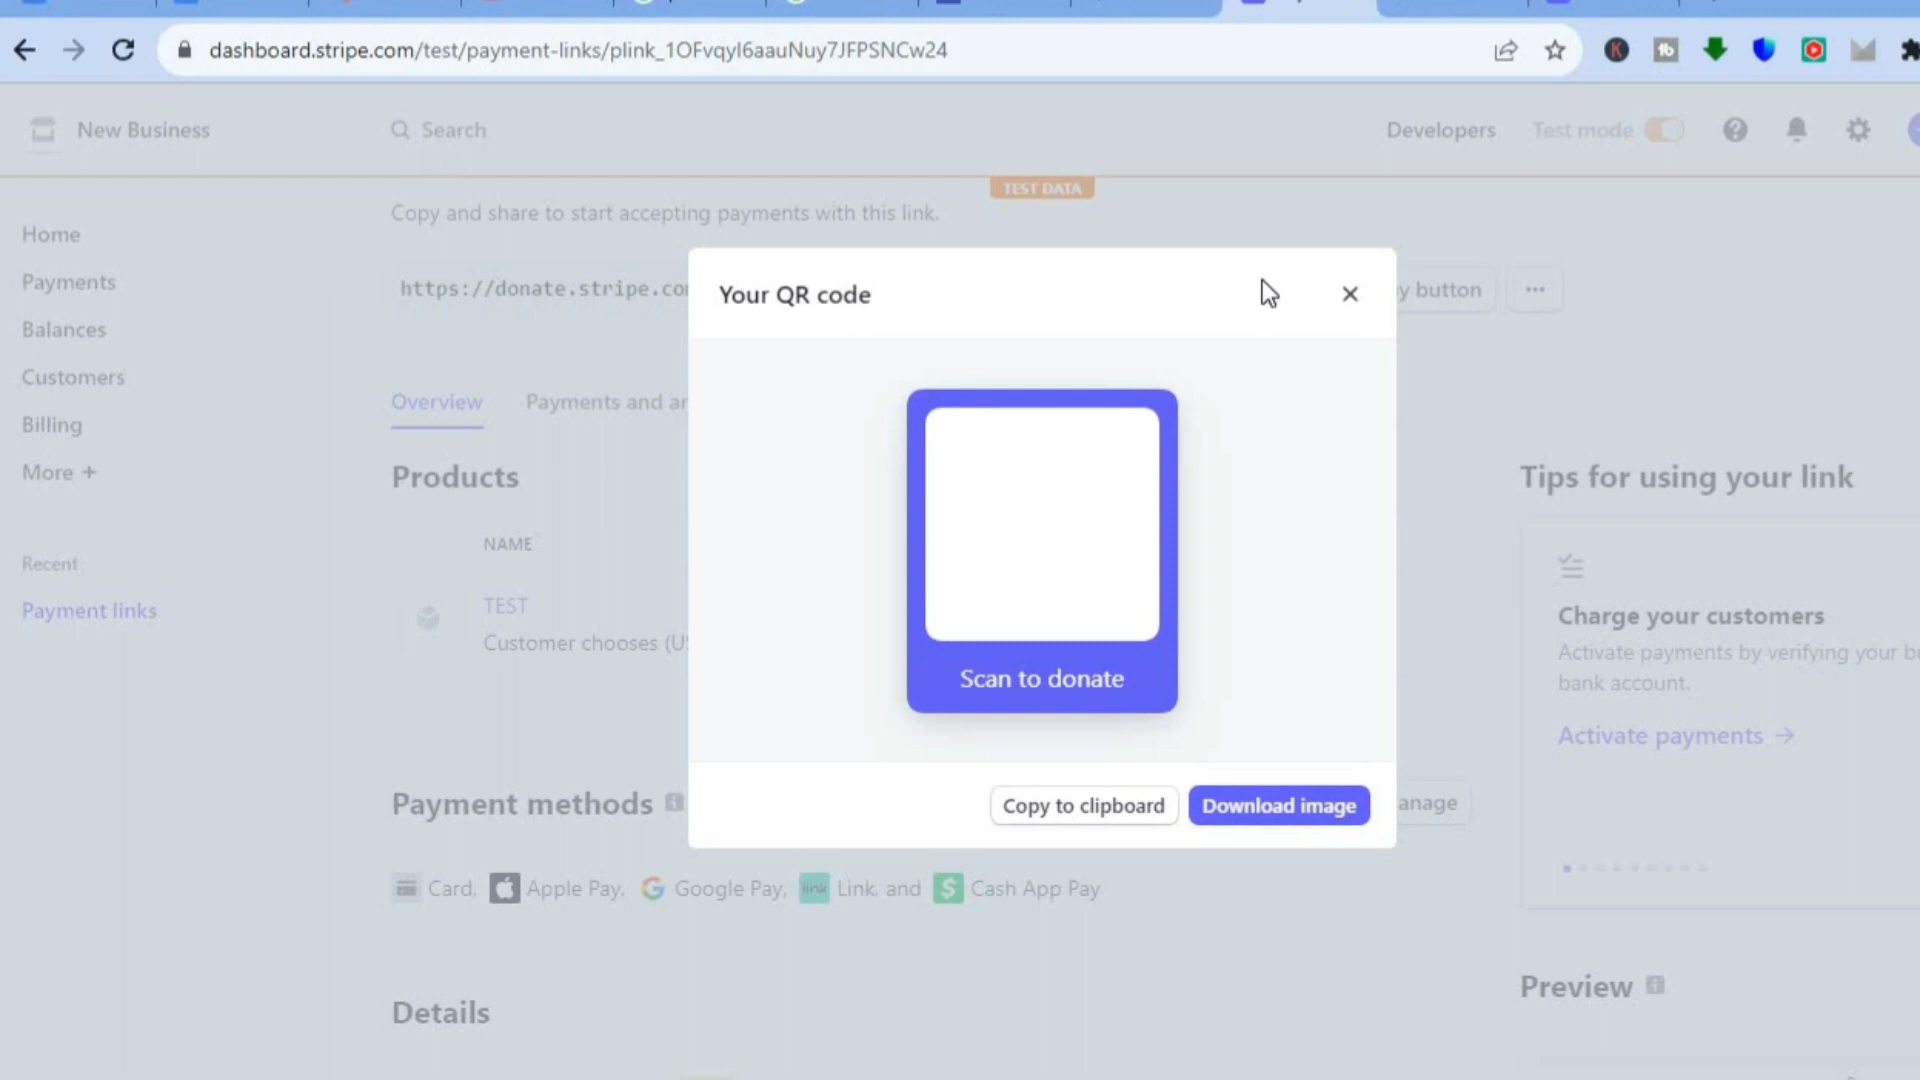 dashboard.stripe.com/test/payment-links/plink_1OFvqyI6aauNuy7JFPSNCw24
New Business
Search
Developers
Test mode
TEST DATA
Copy and share to start accepting payments with this link.
Home
Payments
Balances
Customers
Billing
More +
Recent
Payment links
https://donate.stripe.co
y button
Your QR code
Scan to donate
Copy to clipboard
Download image
Overview
Payments and
Products
NAME
TEST
Customer chooses
Payment methods
anage
Card, Apple Pay, Google Pay, link Link, and Cash App Pay
Details
Tips for using your link
Charge your customers
Activate payments by verifying your
bank account.
Activate payments →
Preview